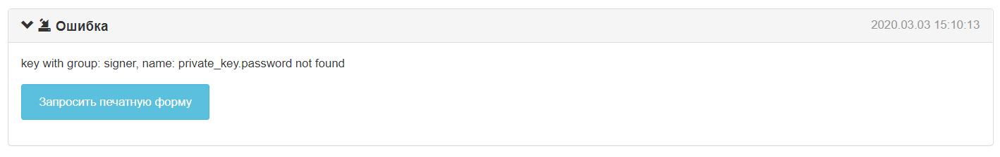 Ошибка
2020.03.03 15:10:13
key with group: signer, name: private_key.password not found
Запросить печатную форму